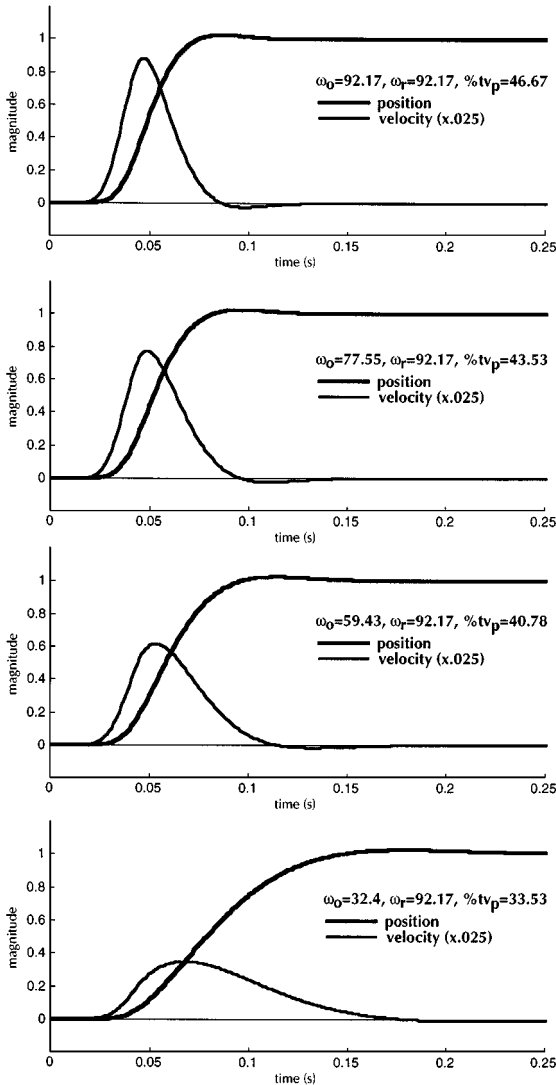 1
0.8
0.6
0.4
0.2
0
magnitude
ωo=92.17, ωr=92.17, %tvp=46.67
position
velocity (x.025)
0 0.05 0.1 0.15 0.2 0.25
time (s)
1
0.8
0.6
0.4
0.2
0
magnitude
ωo=77.55, ωr=92.17, %tvp=43.53
position
velocity (x.025)
0 0.05 0.1 0.15 0.2 0.25
time (s)
1
0.8
0.6
0.4
0.2
0
magnitude
ωo=59.43, ωr=92.17, %tvp=40.78
position
velocity (x.025)
0 0.05 0.1 0.15 0.2 0.25
time (s)
1
0.8
0.6
0.4
0.2
0
magnitude
ωo=32.4, ωr=92.17, %tvp=33.53
position
velocity (x.025)
0 0.05 0.1 0.15 0.2 0.25
time (s)